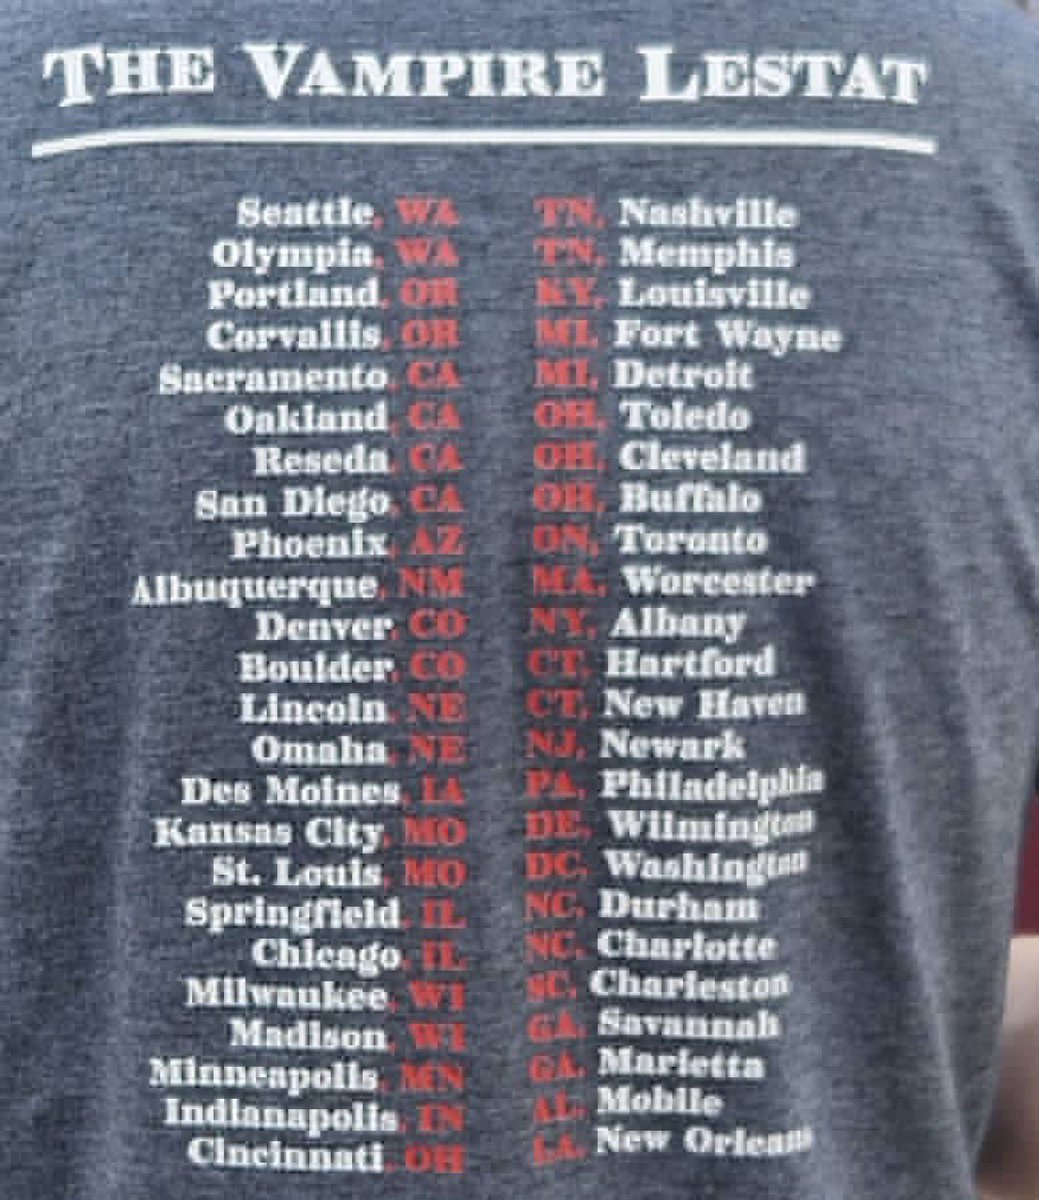 THE VAMPIRE LESTAT
Seattle, WA
Olympia, WA
Portland, OR
Corvallis, OR
Sacramento, CA
Oakland, CA
Reseda, CA
San Diego, CA
Phoenix, AZ
Albuquerque, NM
Denver, CO
Boulder, CO
Lincoln, NE
Omaha, NE
Des Moines, IA
Kansas City, MO
St. Louis, MO
Springfield, IL
Chicago, IL
Milwaukee, WI
Madison, WI
Minneapolis, MN
Indianapolis, IN
Cincinnati, OH
TN, Nashville
TN, Memphis
KY, Louisville
MI, Fort Wayne
MI, Detroit
OH, Toledo
OH, Cleveland
OH, Buffalo
ON, Toronto
MA, Worcester
NY, Albany
CT, Hartford
CT, New Haven
NJ, Newark
PA, Philadelphia
DE, Wilmington
DC, Washington
NC, Durham
NC, Charlotte
SC, Charleston
GA, Savannah
GA, Marietta
AL, Mobile
LA, New Orleans